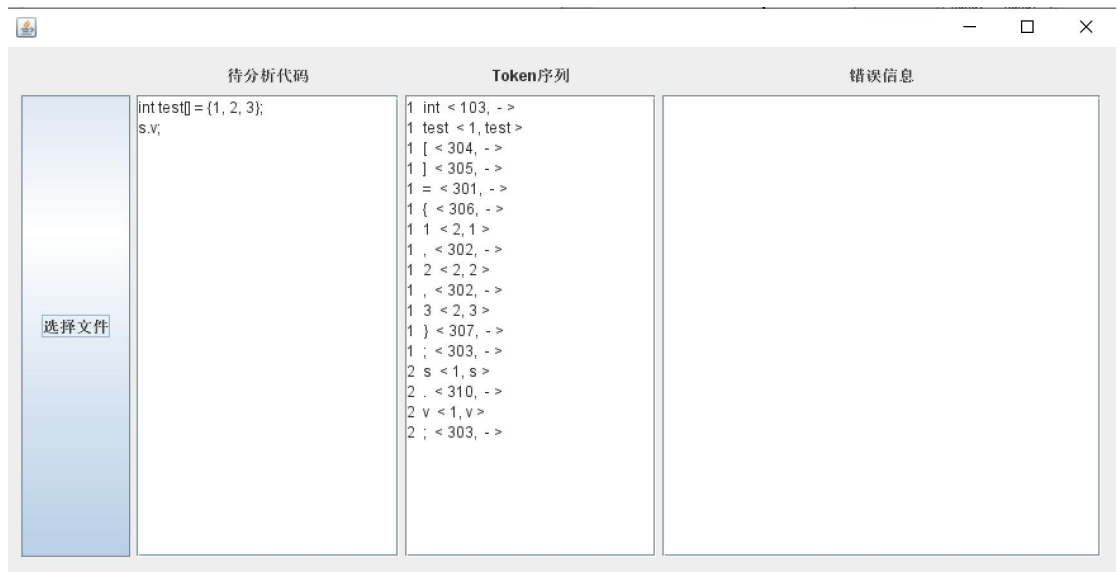 待分析代码
Token序列
错误信息
选择文件
int test[] = {1, 2, 3};
s.v;
1 int < 103, - >
1 test < 1, test >
1 [ < 304, - >
1 ] < 305, - >
1 = < 301, - >
1 { < 306, - >
1 1 < 2, 1 >
1 , < 302, - >
1 2 < 2, 2 >
1 , < 302, - >
1 3 < 2, 3 >
1 } < 307, - >
1 ; < 303, - >
2 s < 1, s >
2 . < 310, - >
2 v < 1, v >
2 ; < 303, - >